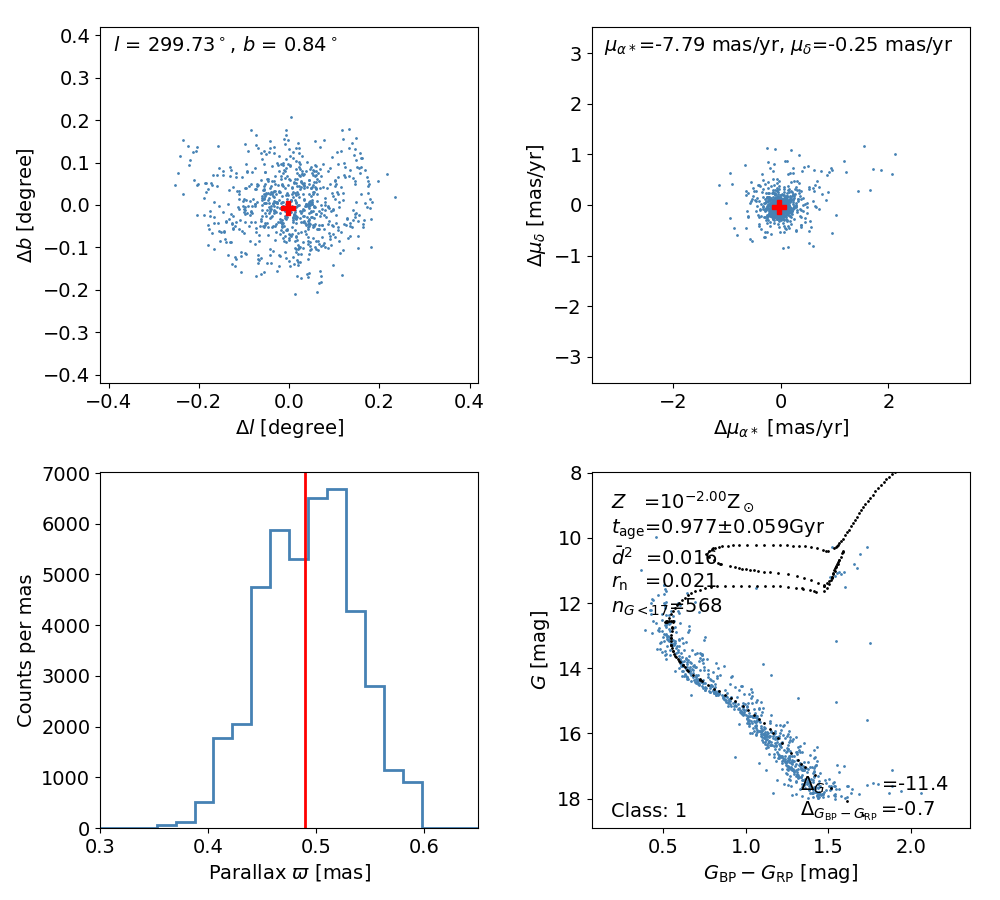 l = 299.73°, b = 0.84°
0.4
0.3
0.2
0.1
0.0
−0.1
−0.2
−0.3
−0.4
Δb [degree]
−0.4 −0.2 0.0 0.2 0.4
Δl [degree]
μα*=-7.79 mas/yr, μδ=-0.25 mas/yr
3
2
1
0
−1
−2
−3
Δμδ [mas/yr]
−2 0 2
Δμα* [mas/yr]
7000
6000
5000
4000
3000
2000
1000
0
Counts per mas
0.3 0.4 0.5 0.6
Parallax ϖ [mas]
8
10
12
14
16
18
G [mag]
Z =10^−2.00 Z⊙
tage=0.977±0.059Gyr
d̄² =0.016
rn =0.021
nG<17=568
ΔG =-11.4
Class: 1 ΔGBP−GRP=-0.7
0.5 1.0 1.5 2.0
GBP − GRP [mag]